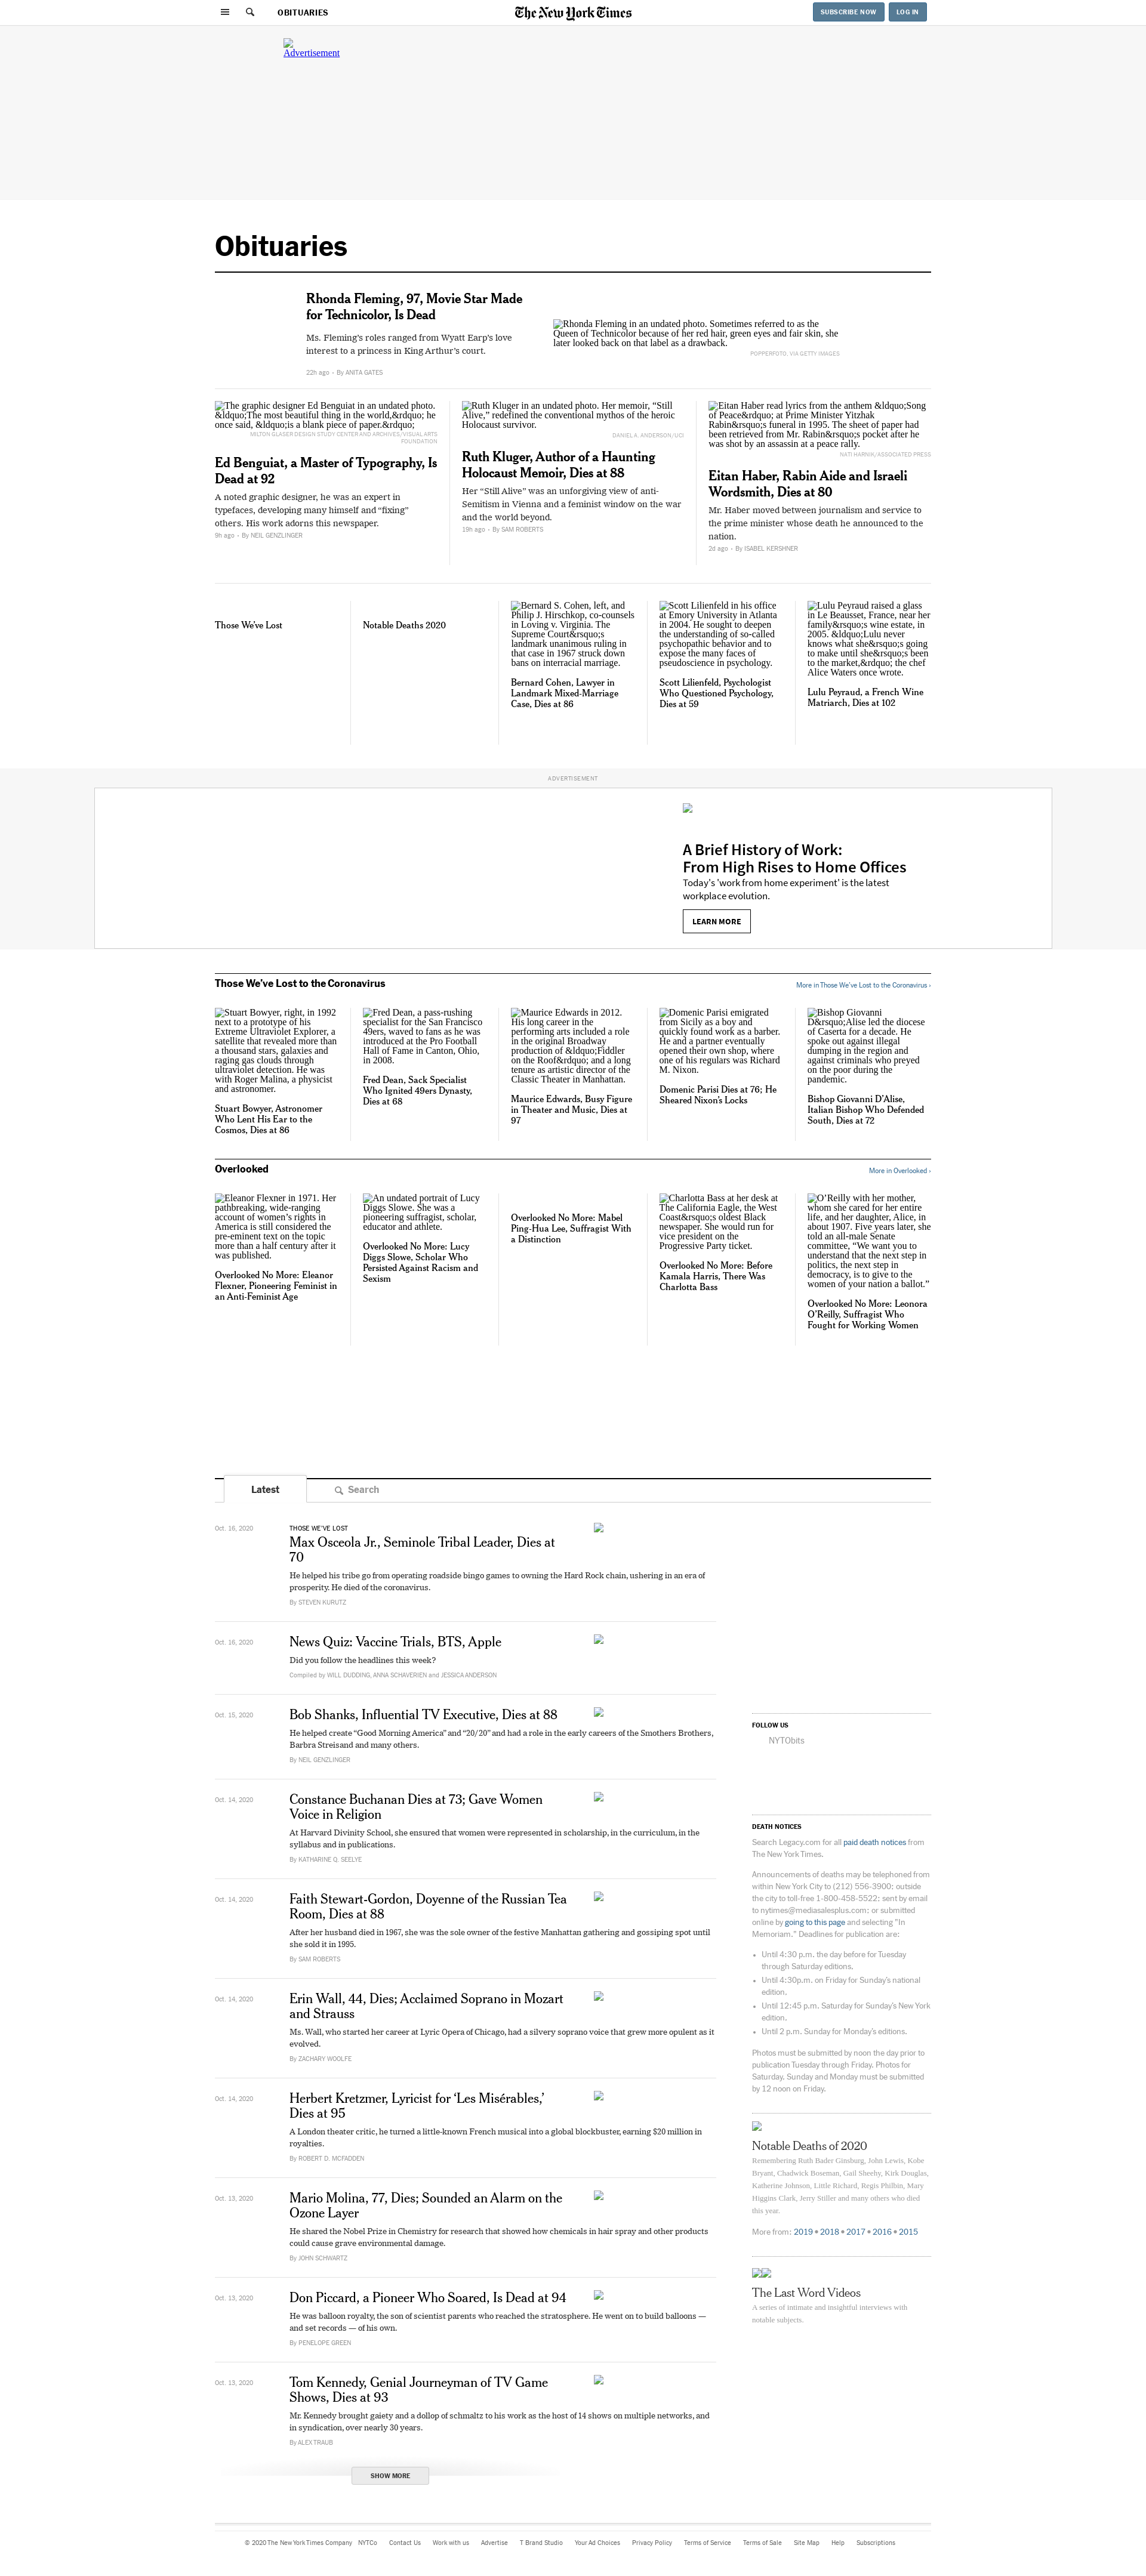 OBITUARIES
The New York Times
SUBSCRIBE NOW
LOG IN
Advertisement
Obituaries
Rhonda Fleming, 97, Movie Star Made
for Technicolor, Is Dead
Ms. Fleming's roles ranged from Wyatt Earp's love
interest to a princess in King Arthur's court.
22h ago • By ANITA GATES
Rhonda Fleming in an undated photo. Sometimes referred to as the
Queen of Technicolor because of her red hair, green eyes and fair skin, she
later looked back on that label as a drawback.
POPPERFOTO, VIA GETTY IMAGES
The graphic designer Ed Benguiat in an undated photo.
&ldquo;The most beautiful thing in the world,&rdquo; he
once said, &ldquo;is a blank piece of paper.&rdquo;
MILTON GLASER DESIGN STUDY CENTER AND ARCHIVES/VISUAL ARTS
FOUNDATION
Ed Benguiat, a Master of Typography, Is
Dead at 92
A noted graphic designer, he was an expert in
typefaces, developing many himself and “fixing”
others. His work adorns this newspaper.
9h ago • By NEIL GENZLINGER
Ruth Kluger in an undated photo. Her memoir, “Still
Alive,” redefined the conventional mythos of the heroic
Holocaust survivor.
DANIEL A. ANDERSON/UCI
Ruth Kluger, Author of a Haunting
Holocaust Memoir, Dies at 88
Her “Still Alive” was an unforgiving view of anti-
Semitism in Vienna and a feminist window on the war
and the world beyond.
19h ago • By SAM ROBERTS
Eitan Haber read lyrics from the anthem &ldquo;Song
of Peace&rdquo; at Prime Minister Yitzhak
Rabin&rsquo;s funeral in 1995. The sheet of paper had
been retrieved from Mr. Rabin&rsquo;s pocket after he
was shot by an assassin at a peace rally.
NATI HARNIK/ASSOCIATED PRESS
Eitan Haber, Rabin Aide and Israeli
Wordsmith, Dies at 80
Mr. Haber moved between journalism and service to
the prime minister whose death he announced to the
nation.
2d ago • By ISABEL KERSHNER
Those We've Lost
Notable Deaths 2020
Bernard S. Cohen, left, and
Philip J. Hirschkop, co-counsels
in Loving v. Virginia. The
Supreme Court&rsquo;s
landmark unanimous ruling in
that case in 1967 struck down
bans on interracial marriage.
Bernard Cohen, Lawyer in
Landmark Mixed-Marriage
Case, Dies at 86
Scott Lilienfeld in his office
at Emory University in Atlanta
in 2004. He sought to deepen
the understanding of so-called
psychopathic behavior and to
expose the many faces of
pseudoscience in psychology.
Scott Lilienfeld, Psychologist
Who Questioned Psychology,
Dies at 59
Lulu Peyraud raised a glass
in Le Beausset, France, near her
family&rsquo;s wine estate, in
2005. &ldquo;Lulu never
knows what she&rsquo;s going
to make until she&rsquo;s been
to the market,&rdquo; the chef
Alice Waters once wrote.
Lulu Peyraud, a French Wine
Matriarch, Dies at 102
ADVERTISEMENT
A Brief History of Work:
From High Rises to Home Offices
Today's 'work from home experiment' is the latest
workplace evolution.
LEARN MORE
Those We've Lost to the Coronavirus
More in Those We've Lost to the Coronavirus ›
Stuart Bowyer, right, in 1992
next to a prototype of his
Extreme Ultraviolet Explorer, a
satellite that revealed more than
a thousand stars, galaxies and
raging gas clouds through
ultraviolet detection. He was
with Roger Malina, a physicist
and astronomer.
Stuart Bowyer, Astronomer
Who Lent His Ear to the
Cosmos, Dies at 86
Fred Dean, a pass-rushing
specialist for the San Francisco
49ers, waved to fans as he was
introduced at the Pro Football
Hall of Fame in Canton, Ohio,
in 2008.
Fred Dean, Sack Specialist
Who Ignited 49ers Dynasty,
Dies at 68
Maurice Edwards in 2012.
His long career in the
performing arts included a role
in the original Broadway
production of &ldquo;Fiddler
on the Roof&rdquo; and a long
tenure as artistic director of the
Classic Theater in Manhattan.
Maurice Edwards, Busy Figure
in Theater and Music, Dies at
97
Domenic Parisi emigrated
from Sicily as a boy and
quickly found work as a barber.
He and a partner eventually
opened their own shop, where
one of his regulars was Richard
M. Nixon.
Domenic Parisi Dies at 76; He
Sheared Nixon's Locks
Bishop Giovanni
D&rsquo;Alise led the diocese
of Caserta for a decade. He
spoke out against illegal
dumping in the region and
against criminals who preyed
on the poor during the
pandemic.
Bishop Giovanni D'Alise,
Italian Bishop Who Defended
South, Dies at 72
Overlooked
More in Overlooked ›
Eleanor Flexner in 1971. Her
pathbreaking, wide-ranging
account of women's rights in
America is still considered the
pre-eminent text on the topic
more than a half century after it
was published.
Overlooked No More: Eleanor
Flexner, Pioneering Feminist in
an Anti-Feminist Age
An undated portrait of Lucy
Diggs Slowe. She was a
pioneering suffragist, scholar,
educator and athlete.
Overlooked No More: Lucy
Diggs Slowe, Scholar Who
Persisted Against Racism and
Sexism
Overlooked No More: Mabel
Ping-Hua Lee, Suffragist With
a Distinction
Charlotta Bass at her desk at
The California Eagle, the West
Coast&rsquo;s oldest Black
newspaper. She would run for
vice president on the
Progressive Party ticket.
Overlooked No More: Before
Kamala Harris, There Was
Charlotta Bass
O'Reilly with her mother,
whom she cared for her entire
life, and her daughter, Alice, in
about 1907. Five years later, she
told an all-male Senate
committee, “We want you to
understand that the next step in
politics, the next step in
democracy, is to give to the
women of your nation a ballot.”
Overlooked No More: Leonora
O'Reilly, Suffragist Who
Fought for Working Women
Latest
Search
Oct. 16, 2020
THOSE WE'VE LOST
Max Osceola Jr., Seminole Tribal Leader, Dies at
70
He helped his tribe go from operating roadside bingo games to owning the Hard Rock chain, ushering in an era of
prosperity. He died of the coronavirus.
By STEVEN KURUTZ
Oct. 16, 2020
News Quiz: Vaccine Trials, BTS, Apple
Did you follow the headlines this week?
Compiled by WILL DUDDING, ANNA SCHAVERIEN and JESSICA ANDERSON
Oct. 15, 2020
Bob Shanks, Influential TV Executive, Dies at 88
He helped create “Good Morning America” and “20/20” and had a role in the early careers of the Smothers Brothers,
Barbra Streisand and many others.
By NEIL GENZLINGER
Oct. 14, 2020
Constance Buchanan Dies at 73; Gave Women
Voice in Religion
At Harvard Divinity School, she ensured that women were represented in scholarship, in the curriculum, in the
syllabus and in publications.
By KATHARINE Q. SEELYE
Oct. 14, 2020
Faith Stewart-Gordon, Doyenne of the Russian Tea
Room, Dies at 88
After her husband died in 1967, she was the sole owner of the festive Manhattan gathering and gossiping spot until
she sold it in 1995.
By SAM ROBERTS
Oct. 14, 2020
Erin Wall, 44, Dies; Acclaimed Soprano in Mozart
and Strauss
Ms. Wall, who started her career at Lyric Opera of Chicago, had a silvery soprano voice that grew more opulent as it
evolved.
By ZACHARY WOOLFE
Oct. 14, 2020
Herbert Kretzmer, Lyricist for ‘Les Misérables,’
Dies at 95
A London theater critic, he turned a little-known French musical into a global blockbuster, earning $20 million in
royalties.
By ROBERT D. MCFADDEN
Oct. 13, 2020
Mario Molina, 77, Dies; Sounded an Alarm on the
Ozone Layer
He shared the Nobel Prize in Chemistry for research that showed how chemicals in hair spray and other products
could cause grave environmental damage.
By JOHN SCHWARTZ
Oct. 13, 2020
Don Piccard, a Pioneer Who Soared, Is Dead at 94
He was balloon royalty, the son of scientist parents who reached the stratosphere. He went on to build balloons —
and set records — of his own.
By PENELOPE GREEN
Oct. 13, 2020
Tom Kennedy, Genial Journeyman of TV Game
Shows, Dies at 93
Mr. Kennedy brought gaiety and a dollop of schmaltz to his work as the host of 14 shows on multiple networks, and
in syndication, over nearly 30 years.
By ALEX TRAUB
SHOW MORE
FOLLOW US
NYTObits
DEATH NOTICES
Search Legacy.com for all paid death notices from
The New York Times.
Announcements of deaths may be telephoned from
within New York City to (212) 556-3900; outside
the city to toll-free 1-800-458-5522; sent by email
to nytimes@mediasalesplus.com; or submitted
online by going to this page and selecting "In
Memoriam." Deadlines for publication are:
• Until 4:30 p.m. the day before for Tuesday
through Saturday editions.
• Until 4:30p.m. on Friday for Sunday's national
edition.
• Until 12:45 p.m. Saturday for Sunday's New York
edition.
• Until 2 p.m. Sunday for Monday's editions.
Photos must be submitted by noon the day prior to
publication Tuesday through Friday. Photos for
Saturday, Sunday and Monday must be submitted
by 12 noon on Friday.
Notable Deaths of 2020
Remembering Ruth Bader Ginsburg, John Lewis, Kobe
Bryant, Chadwick Boseman, Gail Sheehy, Kirk Douglas,
Katherine Johnson, Little Richard, Regis Philbin, Mary
Higgins Clark, Jerry Stiller and many others who died
this year.
More from: 2019 • 2018 • 2017 • 2016 • 2015
The Last Word Videos
A series of intimate and insightful interviews with
notable subjects.
© 2020 The New York Times Company NYTCo Contact Us Work with us Advertise T Brand Studio Your Ad Choices Privacy Policy Terms of Service Terms of Sale Site Map Help Subscriptions